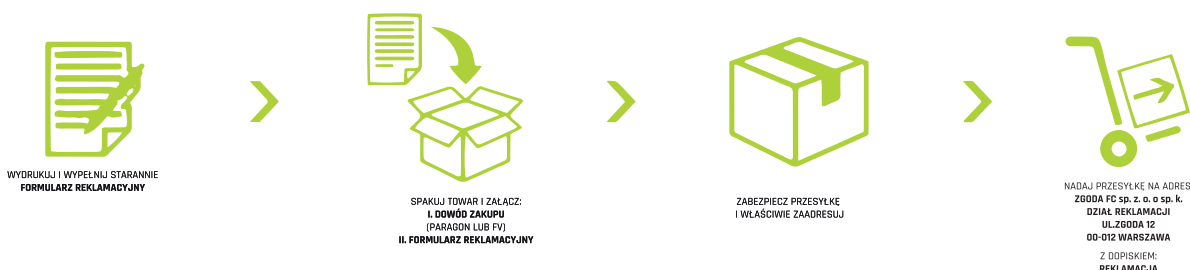 WYDRUKUJ I WYPEŁNIJ STARANNIE
FORMULARZ REKLAMACYJNY
SPAKUJ TOWAR I ZAŁĄCZ:
I. DOWÓD ZAKUPU
(PARAGON LUB FV)
II. FORMULARZ REKLAMACYJNY
ZABEZPIECZ PRZESYŁKĘ
I WŁAŚCIWIE ZAADRESUJ
NADAJ PRZESYŁKĘ NA ADRES
ZGODA FC sp. z. o. o sp. k.
DZIAŁ REKLAMACJI
UL.ZGODA 12
00-012 WARSZAWA
Z DOPISKIEM:
REKLAMACJA